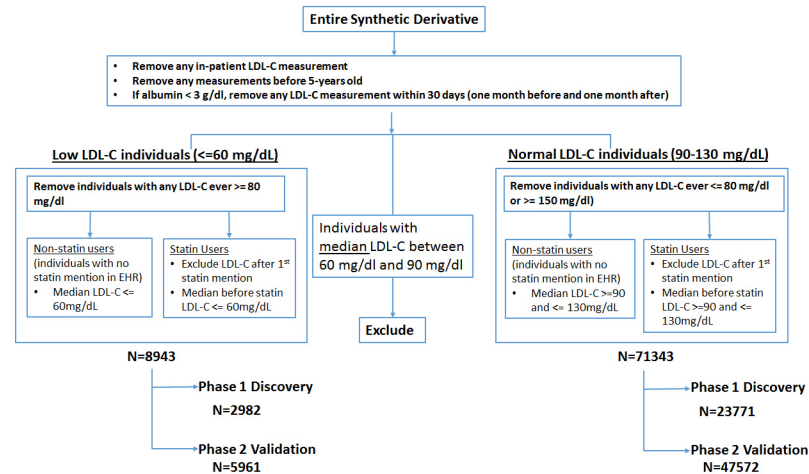 Entire Synthetic Derivative
• Remove any in-patient LDL-C measurement
• Remove any measurements before 5-years old
• If albumin < 3 g/dl, remove any LDL-C measurement within 30 days (one month before and one month after)
Low LDL-C individuals (<=60 mg/dL)
Remove individuals with any LDL-C ever >= 80
mg/dl
Non-statin users
(individuals with no
statin mention in EHR)
• Median LDL-C <=
60mg/dL
Statin Users
• Exclude LDL-C after 1st
statin mention
• Median before statin
LDL-C <= 60mg/dL
N=8943
Phase 1 Discovery
N=2982
Phase 2 Validation
N=5961
Individuals with
median LDL-C between
60 mg/dl and 90 mg/dl
Exclude
Normal LDL-C individuals (90-130 mg/dL)
Remove individuals with any LDL-C ever <= 80 mg/dl
or >= 150 mg/dl)
Non-statin users
(individuals with no
statin mention in EHR)
• Median LDL-C >=90
and <= 130mg/dL
Statin Users
• Exclude LDL-C after 1st
statin mention
• Median before statin
LDL-C >=90 and <=
130mg/dL
N=71343
Phase 1 Discovery
N=23771
Phase 2 Validation
N=47572